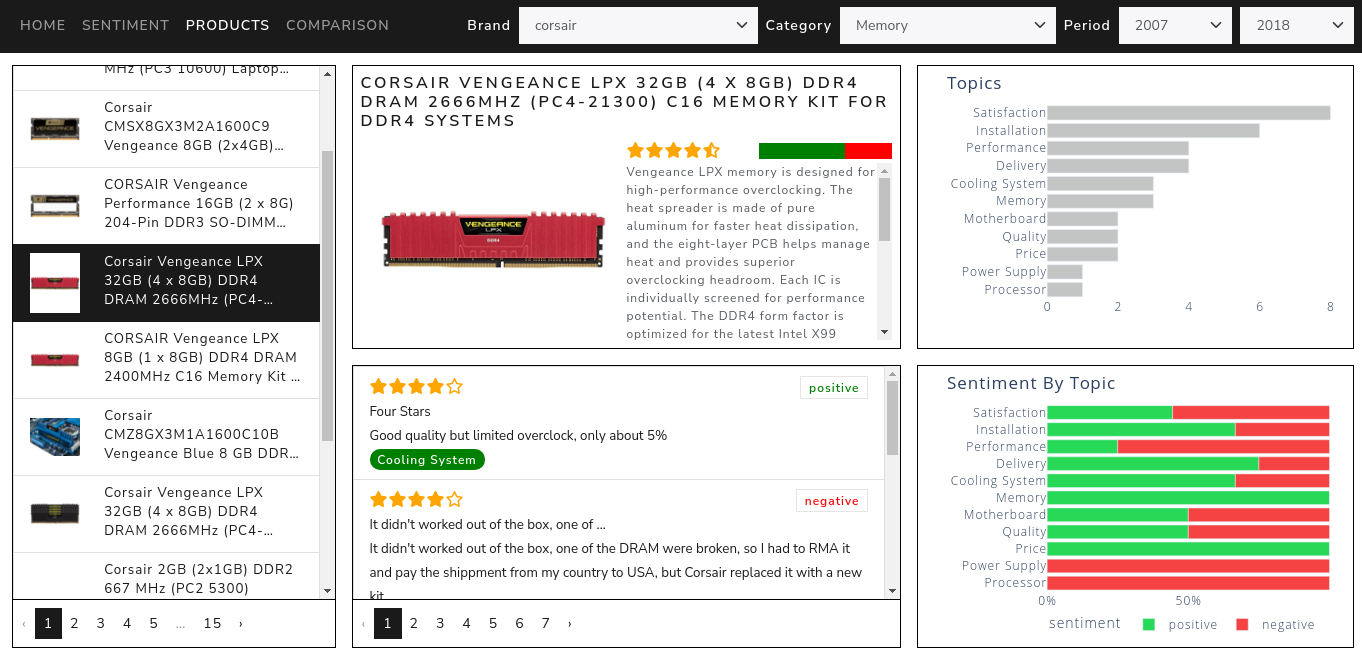 HOME SENTIMENT PRODUCTS COMPARISON Brand corsair Category Memory Period 2007 2018
MHz (PC3 10600) Laptop…
Corsair
CMSX8GX3M2A1600C9
Vengeance 8GB (2x4GB)…
CORSAIR Vengeance
Performance 16GB (2 x 8G)
204-Pin DDR3 SO-DIMM…
Corsair Vengeance LPX
32GB (4 x 8GB) DDR4
DRAM 2666MHz (PC4-…
CORSAIR Vengeance LPX
8GB (1 x 8GB) DDR4 DRAM
2400MHz C16 Memory Kit …
Corsair
CMZ8GX3M1A1600C10B
Vengeance Blue 8 GB DDR…
Corsair Vengeance LPX
32GB (4 x 8GB) DDR4
DRAM 2666MHz (PC4-…
Corsair 2GB (2x1GB) DDR2
667 MHz (PC2 5300)
‹ 1 2 3 4 5 … 15 ›
CORSAIR VENGEANCE LPX 32GB (4 X 8GB) DDR4
DRAM 2666MHZ (PC4-21300) C16 MEMORY KIT FOR
DDR4 SYSTEMS
VENGEANCE
LPX
DDR4
Vengeance LPX memory is designed for
high-performance overclocking. The
heat spreader is made of pure
aluminum for faster heat dissipation,
and the eight-layer PCB helps manage
heat and provides superior
overclocking headroom. Each IC is
individually screened for performance
potential. The DDR4 form factor is
optimized for the latest Intel X99
positive
Four Stars
Good quality but limited overclock, only about 5%
Cooling System
negative
It didn't worked out of the box, one of ...
It didn't worked out of the box, one of the DRAM were broken, so I had to RMA it
and pay the shippment from my country to USA, but Corsair replaced it with a new
kit
‹ 1 2 3 4 5 6 7 ›
Topics
Satisfaction
Installation
Performance
Delivery
Cooling System
Memory
Motherboard
Quality
Price
Power Supply
Processor
0 2 4 6 8
Sentiment By Topic
Satisfaction
Installation
Performance
Delivery
Cooling System
Memory
Motherboard
Quality
Price
Power Supply
Processor
0% 50%
sentiment positive negative